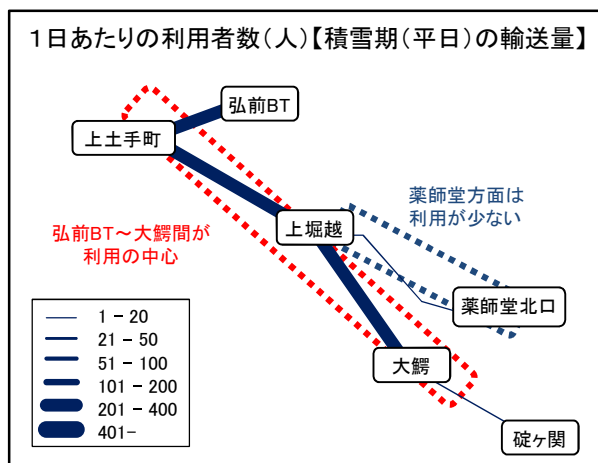 1日あたりの利用者数(人)【積雪期(平日)の輸送量】
弘前BT
上土手町
薬師堂方面は
利用が少ない
上堀越
弘前BT～大鰐間が
利用の中心
薬師堂北口
大鰐
碇ヶ関
1 － 20
21 － 50
51 － 100
101 － 200
201 － 400
401－